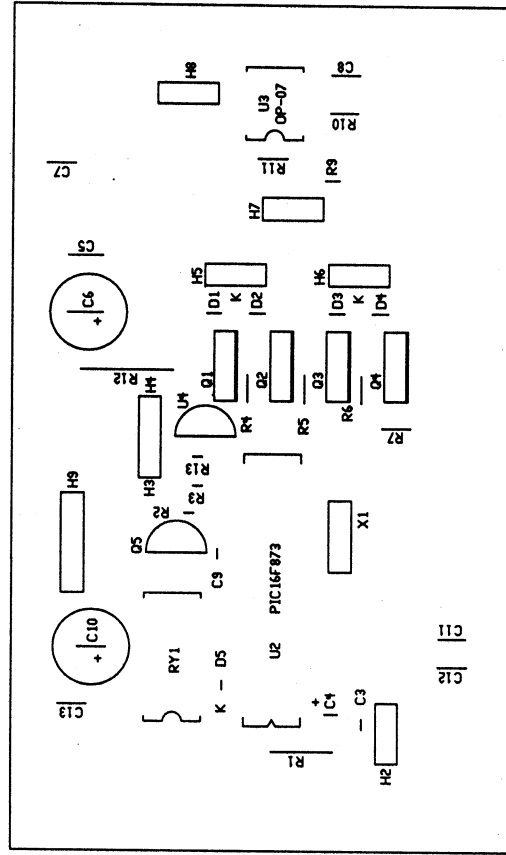 H8
U3
OP-07
C8
R10
R11
R9
C7
H7
C5
C6
+
H5
H6
D1
K
D2
D3
K
D4
R12
H4
Q1
Q2
Q3
Q4
U4
R4
R5
R6
R7
H3
R13
R3
R2
H9
Q5
C9
X1
PIC16F873
U2
C10
+
RY1
D5
K
C11
C12
C13
+
C4
C3
R1
H2